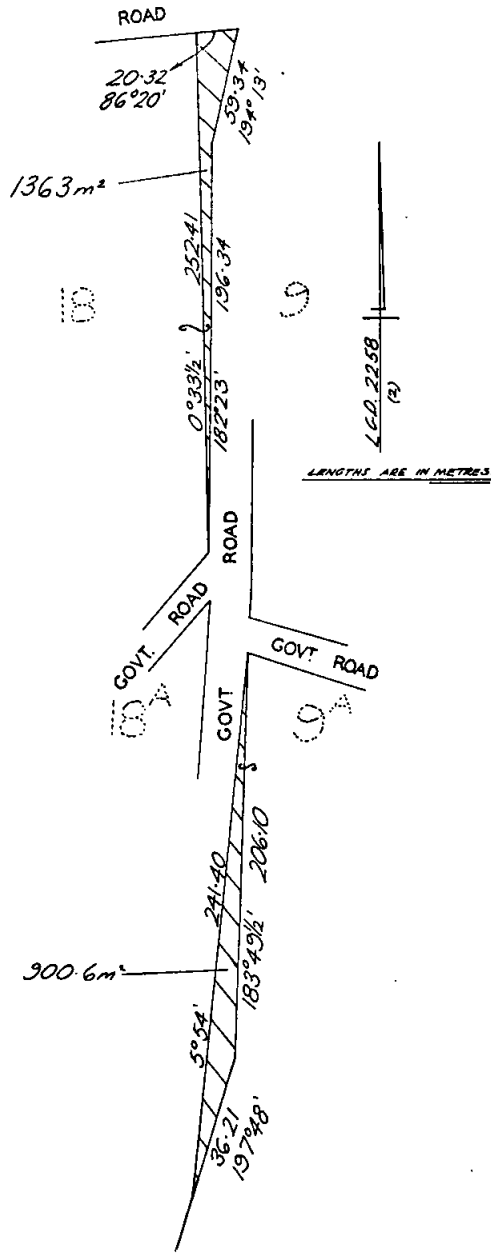 ROAD
20·32
86°20'
59·34
194°13'
1363m²
252·41
196·34
0°33½'
182°23'
18
9
L.G.D. 2258
(2)
LENGTHS ARE IN METRES
ROAD
GOVT. ROAD
GOVT. ROAD
GOVT
18A
9A
241·40
206·10
900·6m²
183°49½'
5°54'
36·21
197°48'